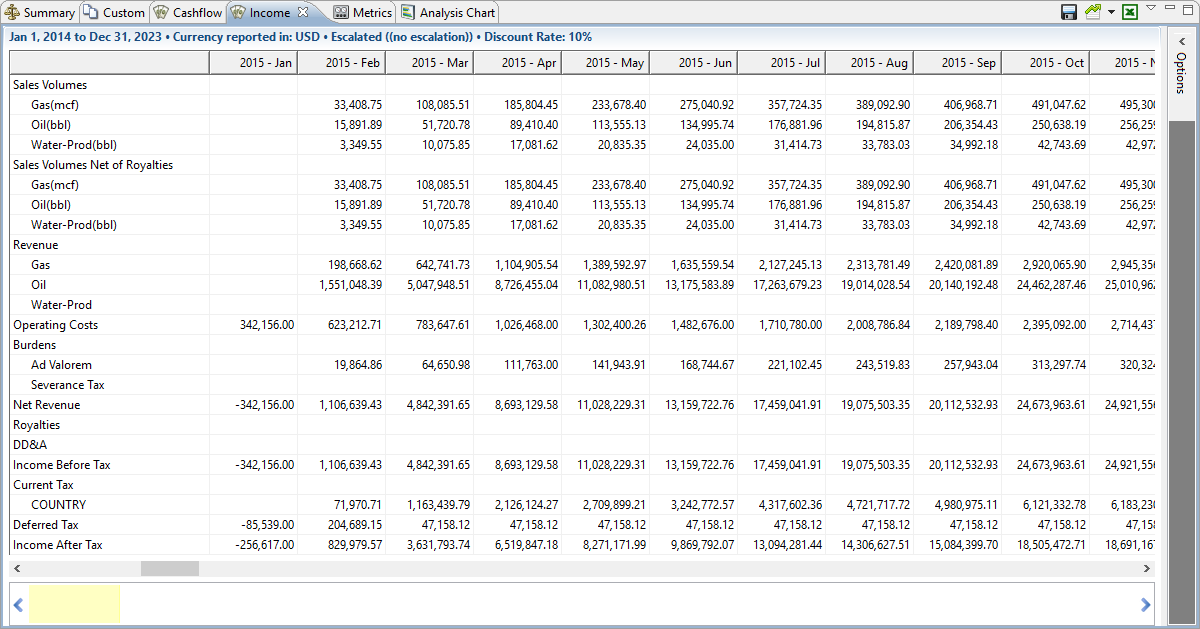 Summary Custom Cashflow Income Metrics Analysis Chart
Jan 1, 2014 to Dec 31, 2023 • Currency reported in: USD • Escalated ((no escalation)) • Discount Rate: 10%
Options
2015 - Jan 2015 - Feb 2015 - Mar 2015 - Apr 2015 - May 2015 - Jun 2015 - Jul 2015 - Aug 2015 - Sep 2015 - Oct 2015 - N
Sales Volumes
Gas(mcf) 33,408.75 108,085.51 185,804.45 233,678.40 275,040.92 357,724.35 389,092.90 406,968.71 491,047.62 495,300
Oil(bbl) 15,891.89 51,720.78 89,410.40 113,555.13 134,995.74 176,881.96 194,815.87 206,354.43 250,638.19 256,259
Water-Prod(bbl) 3,349.55 10,075.85 17,081.62 20,835.35 24,035.00 31,414.73 33,783.03 34,992.18 42,743.69 42,972
Sales Volumes Net of Royalties
Gas(mcf) 33,408.75 108,085.51 185,804.45 233,678.40 275,040.92 357,724.35 389,092.90 406,968.71 491,047.62 495,300
Oil(bbl) 15,891.89 51,720.78 89,410.40 113,555.13 134,995.74 176,881.96 194,815.87 206,354.43 250,638.19 256,259
Water-Prod(bbl) 3,349.55 10,075.85 17,081.62 20,835.35 24,035.00 31,414.73 33,783.03 34,992.18 42,743.69 42,972
Revenue
Gas 198,668.62 642,741.73 1,104,905.54 1,389,592.97 1,635,559.54 2,127,245.13 2,313,781.49 2,420,081.89 2,920,065.90 2,945,356
Oil 1,551,048.39 5,047,948.51 8,726,455.04 11,082,980.51 13,175,583.89 17,263,679.23 19,014,028.54 20,140,192.48 24,462,287.46 25,010,962
Water-Prod
Operating Costs 342,156.00 623,212.71 783,647.61 1,026,468.00 1,302,400.26 1,482,676.00 1,710,780.00 2,008,786.84 2,189,798.40 2,395,092.00 2,714,437
Burdens
Ad Valorem 19,864.86 64,650.98 111,763.00 141,943.91 168,744.67 221,102.45 243,519.83 257,943.04 313,297.74 320,324
Severance Tax
Net Revenue -342,156.00 1,106,639.43 4,842,391.65 8,693,129.58 11,028,229.31 13,159,722.76 17,459,041.91 19,075,503.35 20,112,532.93 24,673,963.61 24,921,556
Royalties
DD&A
Income Before Tax -342,156.00 1,106,639.43 4,842,391.65 8,693,129.58 11,028,229.31 13,159,722.76 17,459,041.91 19,075,503.35 20,112,532.93 24,673,963.61 24,921,556
Current Tax
COUNTRY 71,970.71 1,163,439.79 2,126,124.27 2,709,899.21 3,242,772.57 4,317,602.36 4,721,717.72 4,980,975.11 6,121,332.78 6,183,230
Deferred Tax -85,539.00 204,689.15 47,158.12 47,158.12 47,158.12 47,158.12 47,158.12 47,158.12 47,158.12 47,158.12 47,158
Income After Tax -256,617.00 829,979.57 3,631,793.74 6,519,847.18 8,271,171.99 9,869,792.07 13,094,281.44 14,306,627.51 15,084,399.70 18,505,472.71 18,691,167